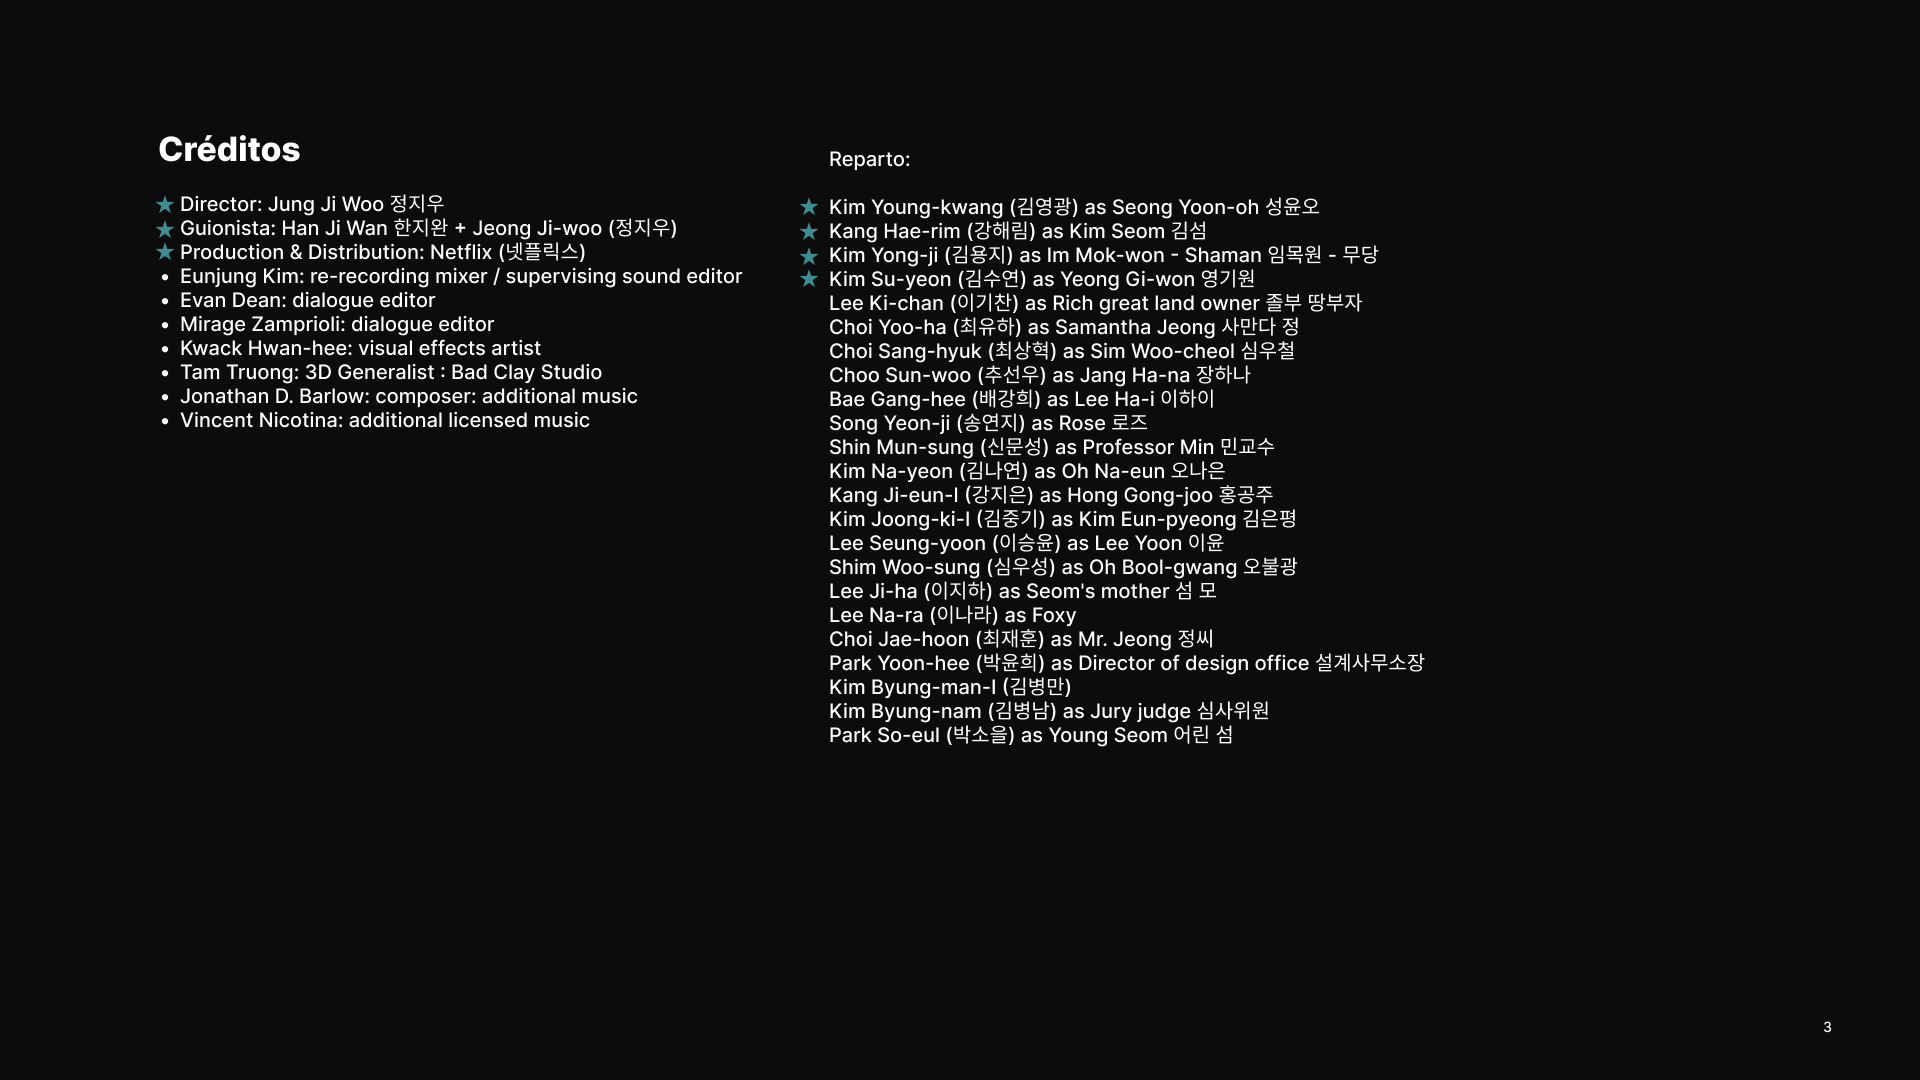 Créditos
★ Director: Jung Ji Woo 정지우
★ Guionista: Han Ji Wan 한지완 + Jeong Ji-woo (정지우)
★ Production & Distribution: Netflix (넷플릭스)
• Eunjung Kim: re-recording mixer / supervising sound editor
• Evan Dean: dialogue editor
• Mirage Zamprioli: dialogue editor
• Kwack Hwan-hee: visual effects artist
• Tam Truong: 3D Generalist : Bad Clay Studio
• Jonathan D. Barlow: composer: additional music
• Vincent Nicotina: additional licensed music
Reparto:
★ Kim Young-kwang (김영광) as Seong Yoon-oh 성윤오
★ Kang Hae-rim (강해림) as Kim Seom 김섬
★ Kim Yong-ji (김용지) as Im Mok-won - Shaman 임목원 - 무당
★ Kim Su-yeon (김수연) as Yeong Gi-won 영기원
Lee Ki-chan (이기찬) as Rich great land owner 졸부 땅부자
Choi Yoo-ha (최유하) as Samantha Jeong 사만다 정
Choi Sang-hyuk (최상혁) as Sim Woo-cheol 심우철
Choo Sun-woo (추선우) as Jang Ha-na 장하나
Bae Gang-hee (배강희) as Lee Ha-i 이하이
Song Yeon-ji (송연지) as Rose 로즈
Shin Mun-sung (신문성) as Professor Min 민교수
Kim Na-yeon (김나연) as Oh Na-eun 오나은
Kang Ji-eun-I (강지은) as Hong Gong-joo 홍공주
Kim Joong-ki-I (김중기) as Kim Eun-pyeong 김은평
Lee Seung-yoon (이승윤) as Lee Yoon 이윤
Shim Woo-sung (심우성) as Oh Bool-gwang 오불광
Lee Ji-ha (이지하) as Seom's mother 섬 모
Lee Na-ra (이나라) as Foxy
Choi Jae-hoon (최재훈) as Mr. Jeong 정씨
Park Yoon-hee (박윤희) as Director of design office 설계사무소장
Kim Byung-man-I (김병만)
Kim Byung-nam (김병남) as Jury judge 심사위원
Park So-eul (박소을) as Young Seom 어린 섬
3